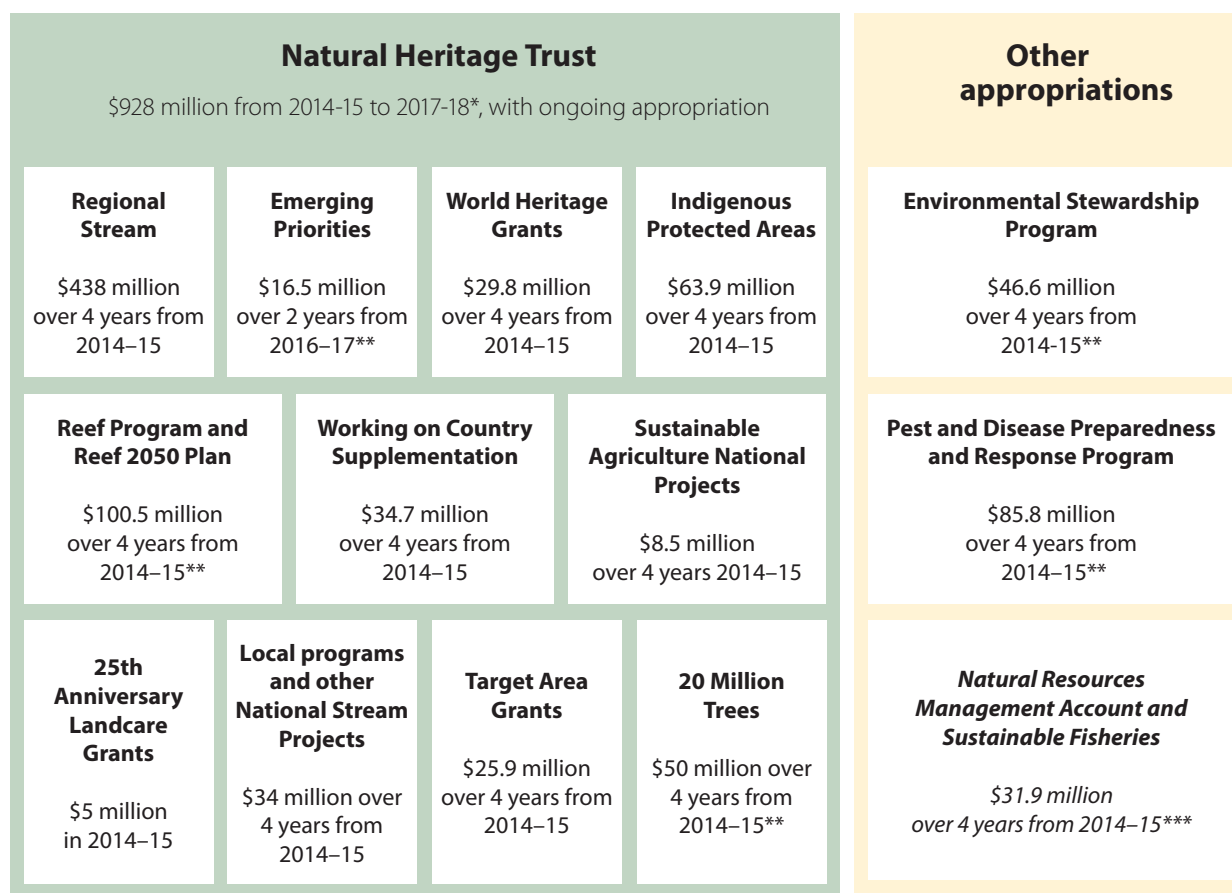 Natural Heritage Trust
$928 million from 2014-15 to 2017-18*, with ongoing appropriation
Regional
Stream
$438 million
over 4 years from
2014–15
Emerging
Priorities
$16.5 million
over 2 years from
2016–17**
World Heritage
Grants
$29.8 million
over 4 years from
2014–15
Indigenous
Protected Areas
$63.9 million
over 4 years from
2014–15
Reef Program and
Reef 2050 Plan
$100.5 million
over 4 years from
2014–15**
Working on Country
Supplementation
$34.7 million
over 4 years from
2014–15
Sustainable
Agriculture National
Projects
$8.5 million
over 4 years 2014–15
25th
Anniversary
Landcare
Grants
$5 million
in 2014–15
Local programs
and other
National Stream
Projects
$34 million over
4 years from
2014–15
Target Area
Grants
$25.9 million
over 4 years from
2014–15
20 Million
Trees
$50 million over
4 years from
2014–15**
Other
appropriations
Environmental Stewardship
Program
$46.6 million
over 4 years from
2014-15**
Pest and Disease Preparedness
and Response Program
$85.8 million
over 4 years from
2014–15**
Natural Resources
Management Account and
Sustainable Fisheries
$31.9 million
over 4 years from 2014–15***